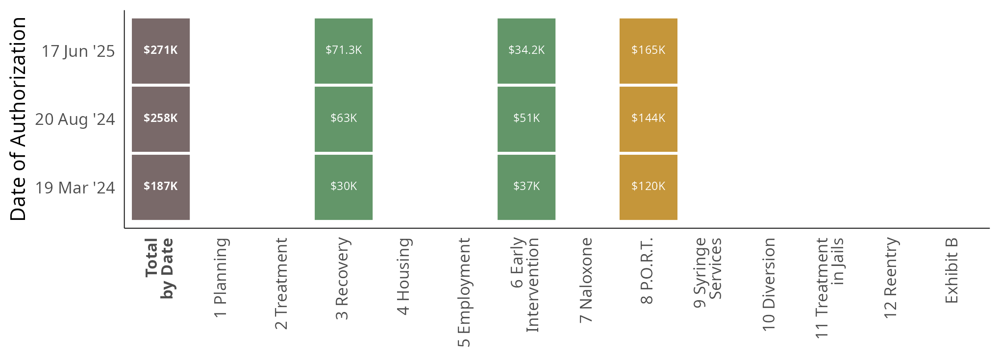 Date of Authorization
17 Jun '25
$271K
$71.3K
$34.2K
$165K
20 Aug '24
$258K
$63K
$51K
$144K
19 Mar '24
$187K
$30K
$37K
$120K
Total
by Date
1 Planning
2 Treatment
3 Recovery
4 Housing
5 Employment
6 Early
Intervention
7 Naloxone
8 P.O.R.T.
9 Syringe
Services
10 Diversion
11 Treatment
in Jails
12 Reentry
Exhibit B